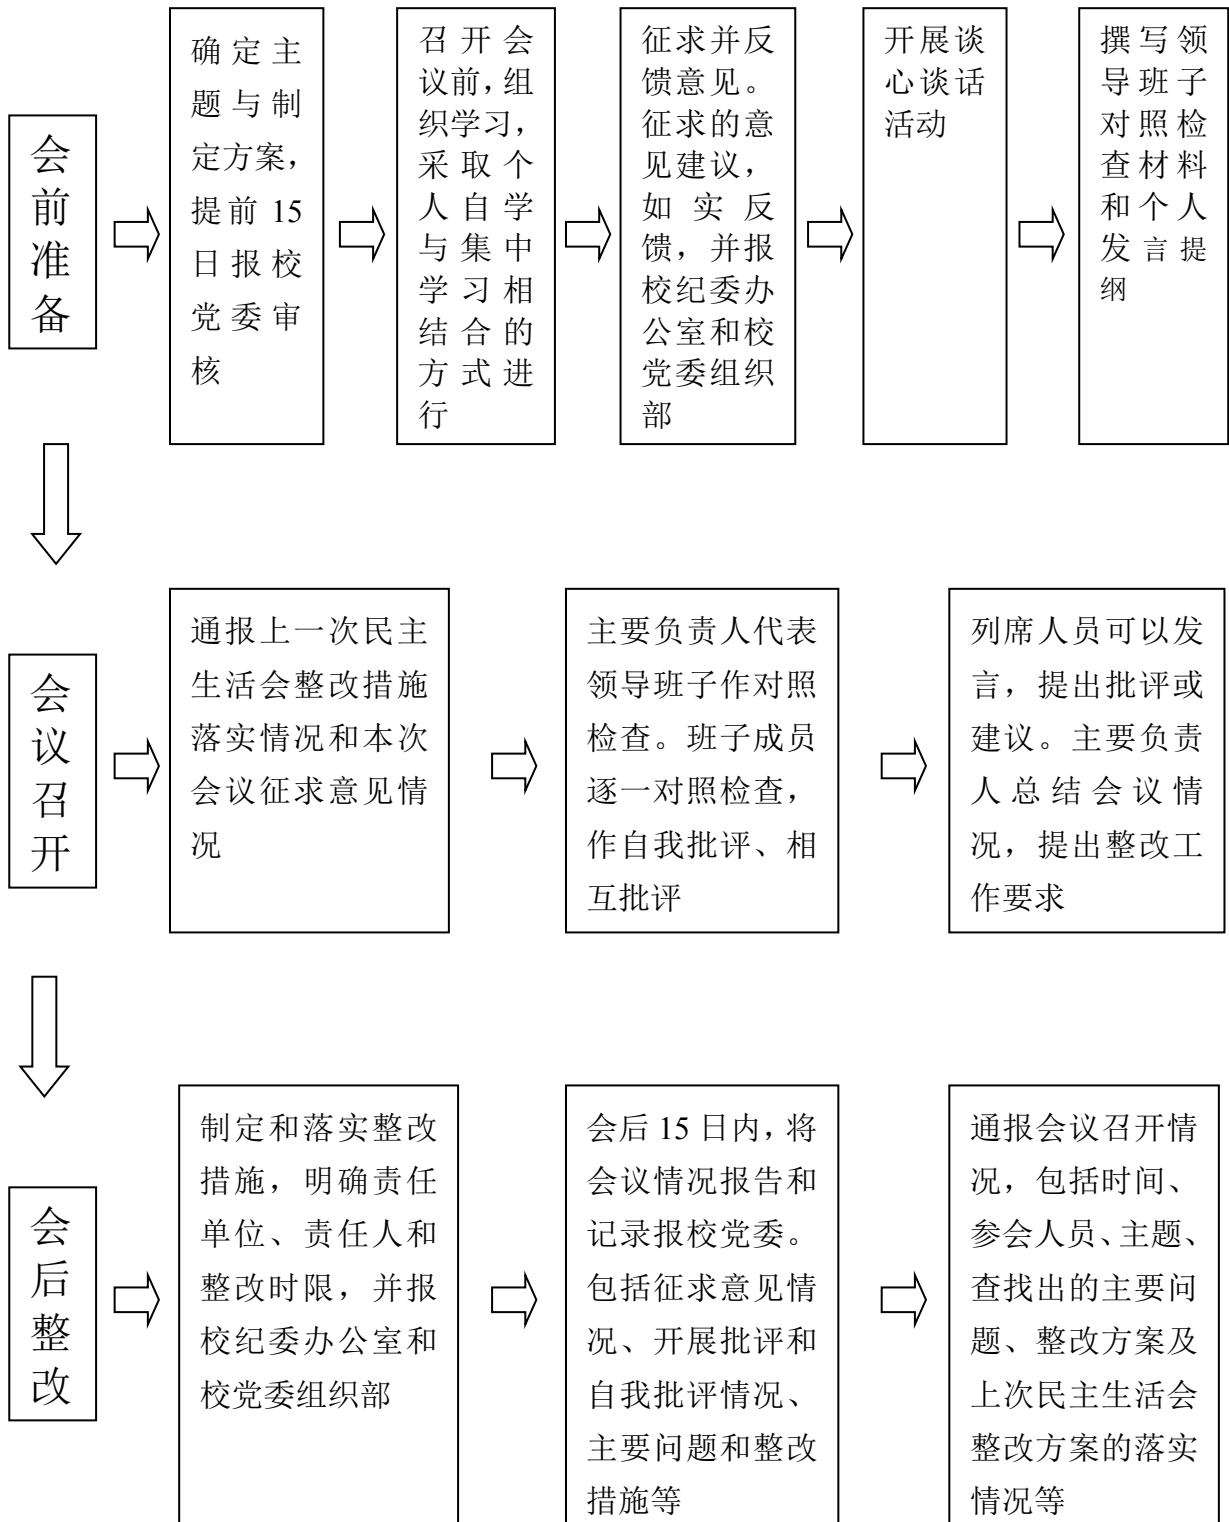 会
前
准
备
确定主
题与制
定方案，
提前 15
日报校
党委审
核
召开会
议前，组
织学习，
采取个
人自学
与集中
学习相
结合的
方式进
行
征求并反
馈意见。
征求的意
见建议，
如实反
馈，并报
校纪委办
公室和校
党委组织
部
开展谈
心谈话
活动
撰写领
导班子
对照检
查材料
和个人
发言提
纲
会
议
召
开
通报上一次民主
生活会整改措施
落实情况和本次
会议征求意见情
况
主要负责人代表
领导班子作对照
检查。班子成员
逐一对照检查，
作自我批评、相
互批评
列席人员可以发
言，提出批评或
建议。主要负责
人总结会议情
况，提出整改工
作要求
会
后
整
改
制定和落实整改
措施，明确责任
单位、责任人和
整改时限，并报
校纪委办公室和
校党委组织部
会后 15 日内，将
会议情况报告和
记录报校党委。
包括征求意见情
况、开展批评和
自我批评情况、
主要问题和整改
措施等
通报会议召开情
况，包括时间、
参会人员、主题、
查找出的主要问
题、整改方案及
上次民主生活会
整改方案的落实
情况等